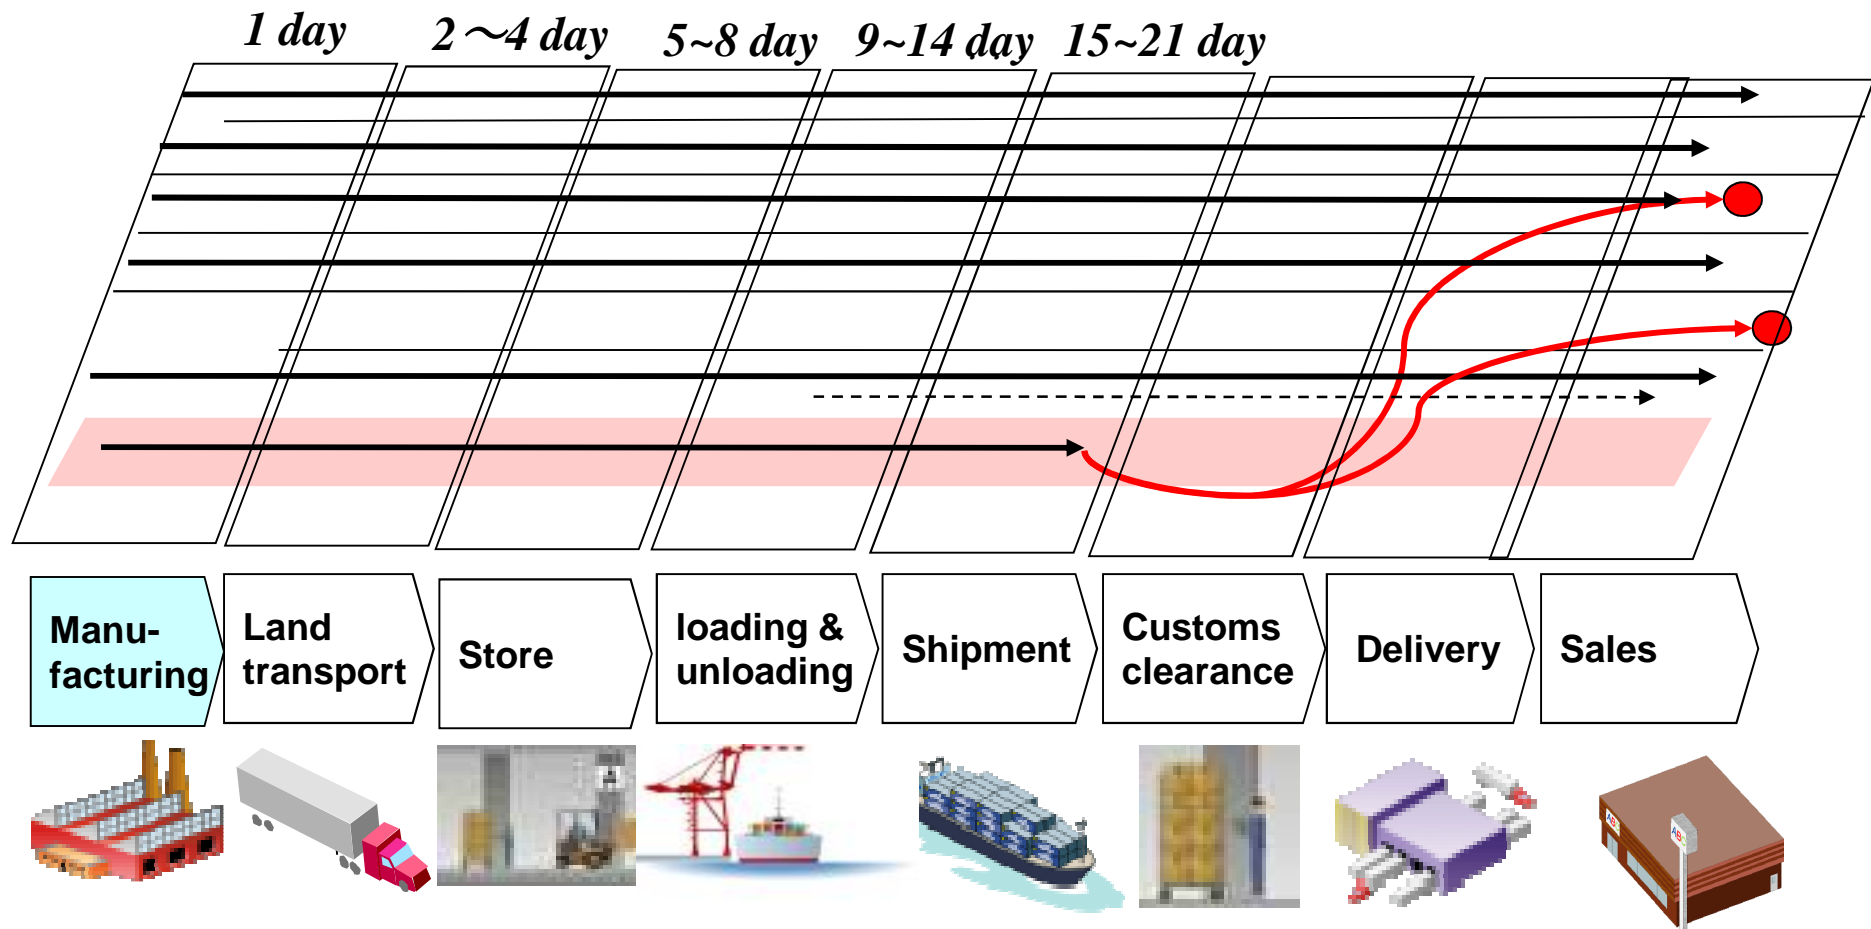 1 day
2～4 day
5~8 day
9~14 day
15~21 day
Manu-
facturing
Land
transport
Store
loading &
unloading
Shipment
Customs
clearance
Delivery
Sales